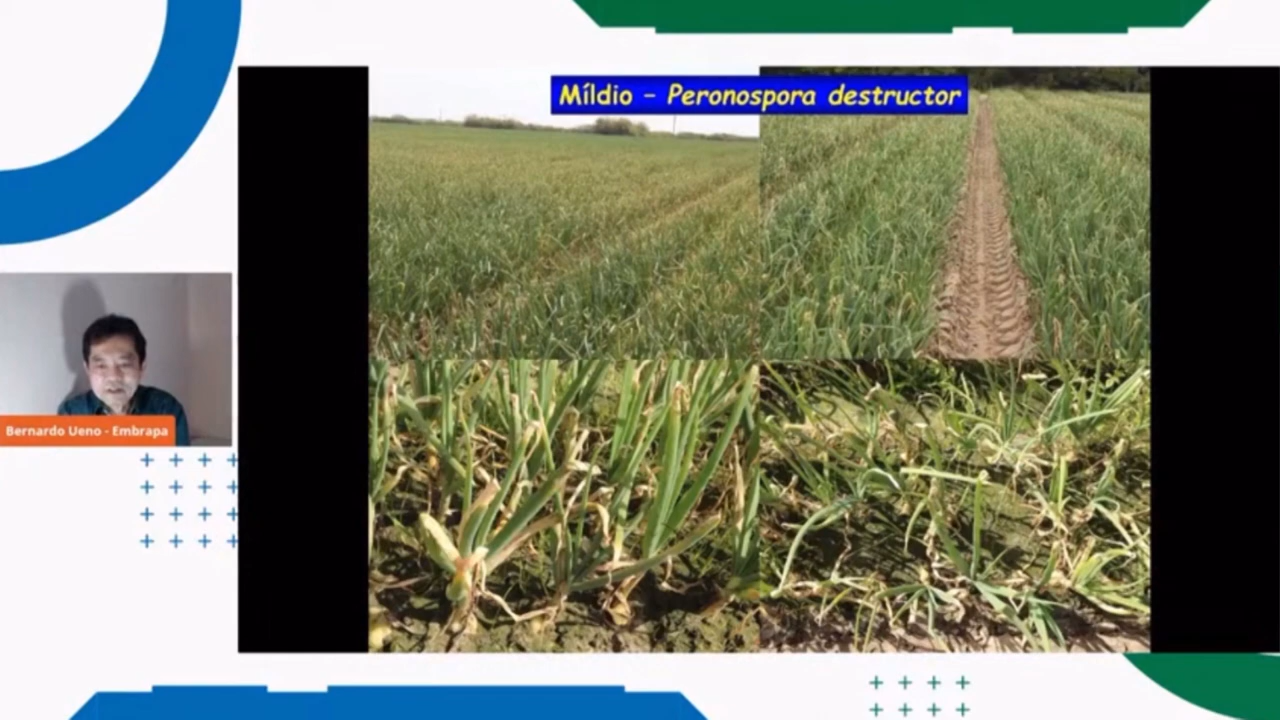 Míldio – Peronospora destructor
Bernardo Ueno - Embrapa